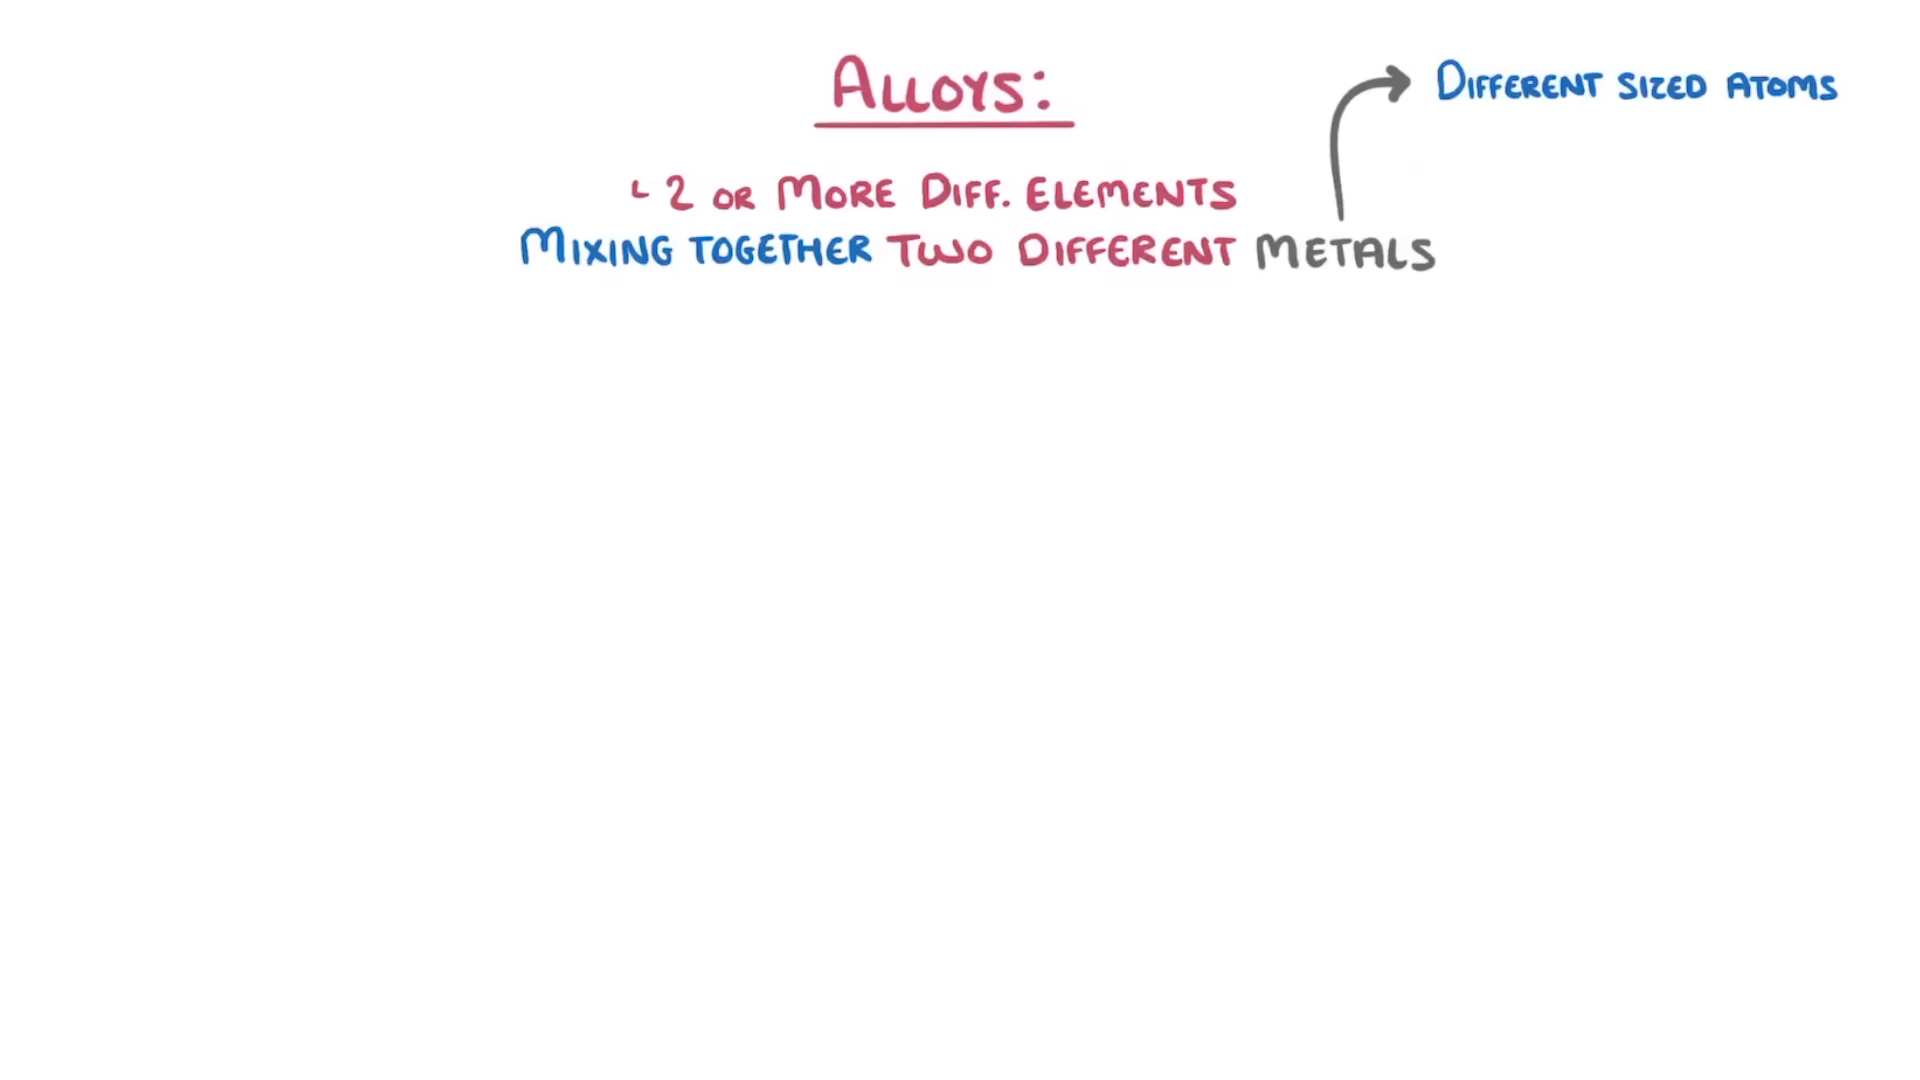 Alloys:
Different sized atoms
↳ 2 or More Diff. Elements
Mixing together Two Different Metals